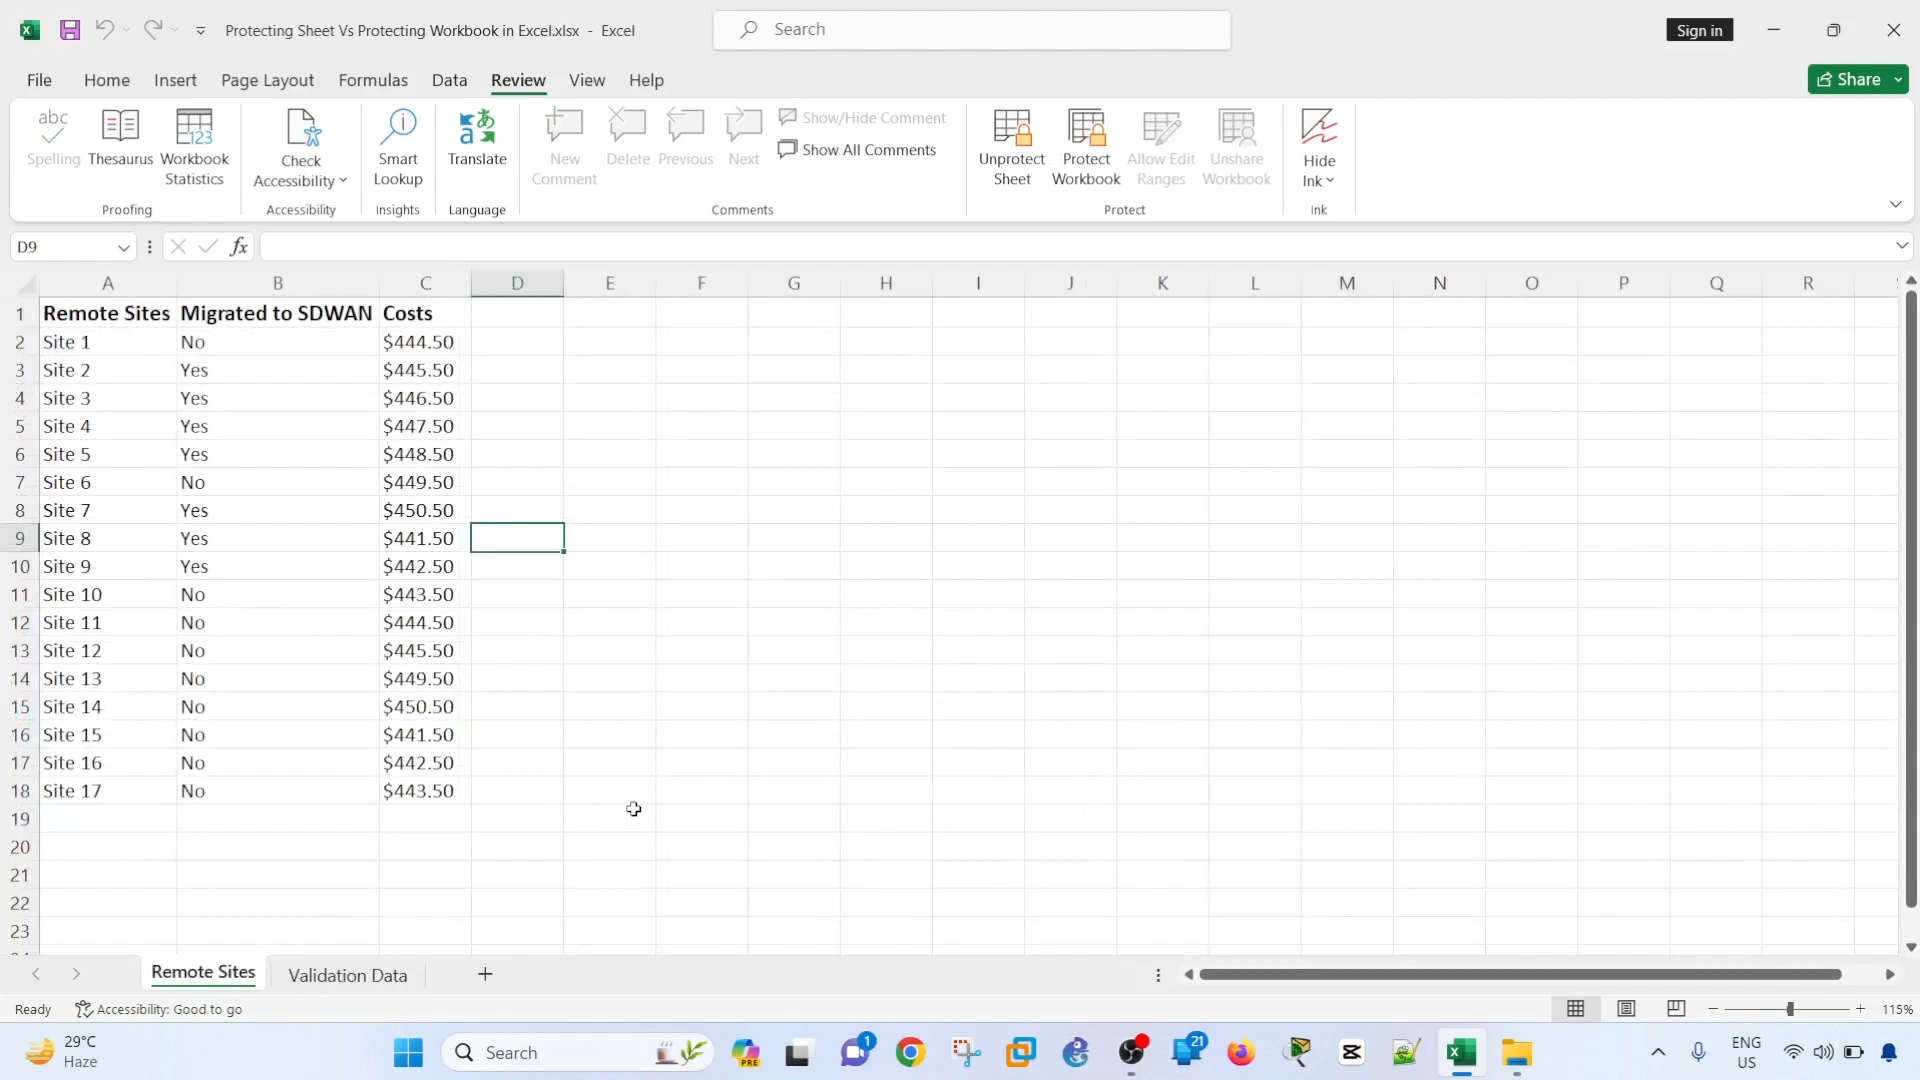 Protecting Sheet Vs Protecting Workbook in Excel.xlsx - Excel
Search
Sign in
File Home Insert Page Layout Formulas Data Review View Help
Share
Spelling
Thesaurus
Workbook Statistics
Proofing
Check Accessibility
Accessibility
Smart Lookup
Insights
Translate
Language
New Comment
Delete
Previous
Next
Show/Hide Comment
Show All Comments
Comments
Unprotect Sheet
Protect Workbook
Allow Edit Ranges
Unshare Workbook
Protect
Hide Ink
Ink
D9
fx
A B C D E F G H I J K L M N O P Q R
1 Remote Sites Migrated to SDWAN Costs
2 Site 1 No $444.50
3 Site 2 Yes $445.50
4 Site 3 Yes $446.50
5 Site 4 Yes $447.50
6 Site 5 Yes $448.50
7 Site 6 No $449.50
8 Site 7 Yes $450.50
9 Site 8 Yes $441.50
10 Site 9 Yes $442.50
11 Site 10 No $443.50
12 Site 11 No $444.50
13 Site 12 No $445.50
14 Site 13 No $449.50
15 Site 14 No $450.50
16 Site 15 No $441.50
17 Site 16 No $442.50
18 Site 17 No $443.50
19
20
21
22
23
Remote Sites Validation Data
Ready Accessibility: Good to go
115%
29°C
Haze
Search
PRE
1
21
ENG
US